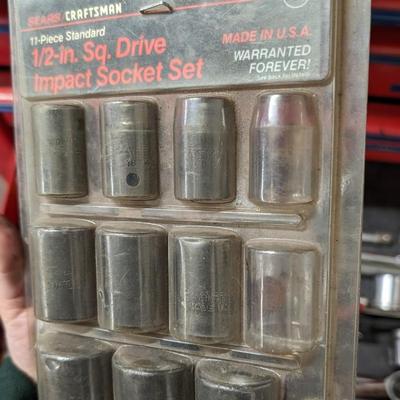 SEARS CRAFTSMAN
11-Piece Standard
1/2-in. Sq. Drive
Impact Socket Set
MADE IN U.S.A.
WARRANTED
FOREVER!